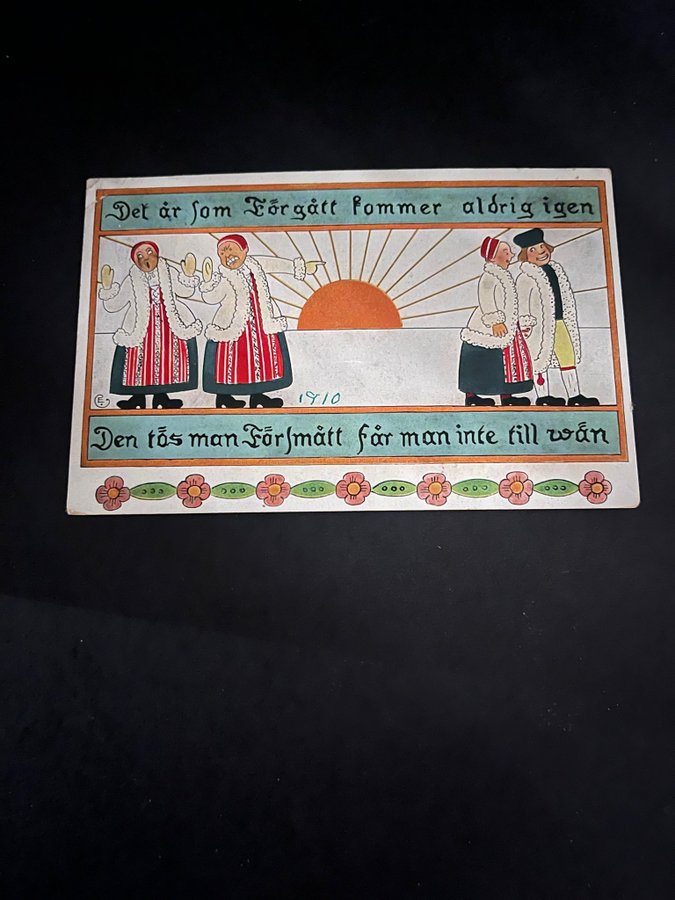 Det är som Förgått kommer aldrig igen
1910
Den tös man Försmått får man inte till wän